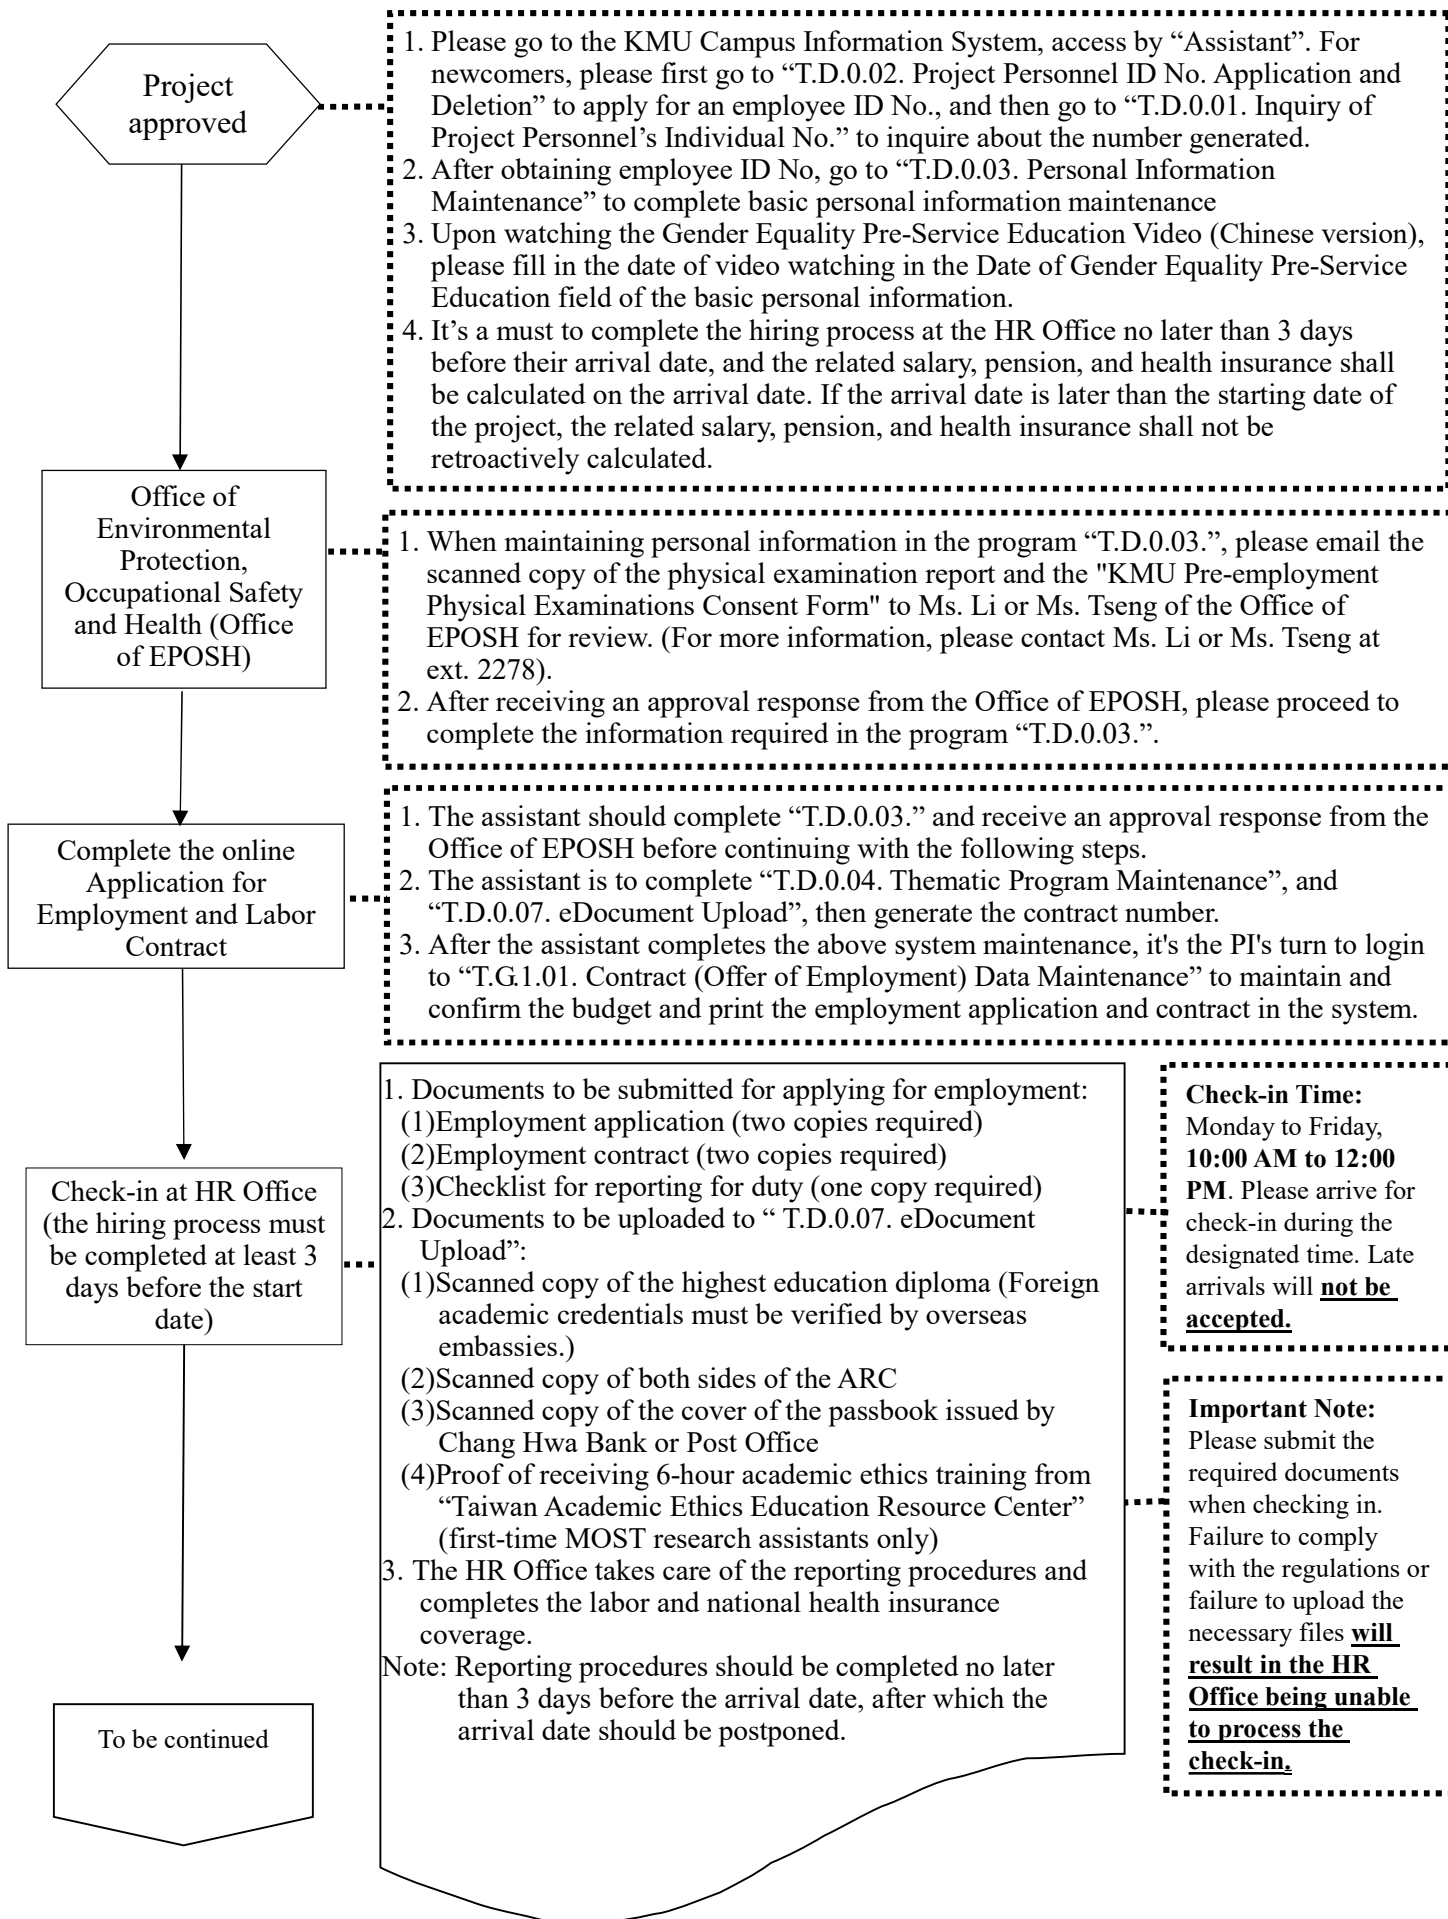 Project
approved
1. Please go to the KMU Campus Information System, access by “Assistant”. For
newcomers, please first go to “T.D.0.02. Project Personnel ID No. Application and
Deletion” to apply for an employee ID No., and then go to “T.D.0.01. Inquiry of
Project Personnel’s Individual No.” to inquire about the number generated.
2. After obtaining employee ID No, go to “T.D.0.03. Personal Information
Maintenance” to complete basic personal information maintenance
3. Upon watching the Gender Equality Pre-Service Education Video (Chinese version),
please fill in the date of video watching in the Date of Gender Equality Pre-Service
Education field of the basic personal information.
4. It’s a must to complete the hiring process at the HR Office no later than 3 days
before their arrival date, and the related salary, pension, and health insurance shall
be calculated on the arrival date. If the arrival date is later than the starting date of
the project, the related salary, pension, and health insurance shall not be
retroactively calculated.
Office of
Environmental
Protection,
Occupational Safety
and Health (Office
of EPOSH)
1. When maintaining personal information in the program “T.D.0.03.”, please email the
scanned copy of the physical examination report and the "KMU Pre-employment
Physical Examinations Consent Form" to Ms. Li or Ms. Tseng of the Office of
EPOSH for review. (For more information, please contact Ms. Li or Ms. Tseng at
ext. 2278).
2. After receiving an approval response from the Office of EPOSH, please proceed to
complete the information required in the program “T.D.0.03.”.
Complete the online
Application for
Employment and Labor
Contract
1. The assistant should complete “T.D.0.03.” and receive an approval response from the
Office of EPOSH before continuing with the following steps.
2. The assistant is to complete “T.D.0.04. Thematic Program Maintenance”, and
“T.D.0.07. eDocument Upload”, then generate the contract number.
3. After the assistant completes the above system maintenance, it's the PI's turn to login
to “T.G.1.01. Contract (Offer of Employment) Data Maintenance” to maintain and
confirm the budget and print the employment application and contract in the system.
Check-in at HR Office
(the hiring process must
be completed at least 3
days before the start
date)
1. Documents to be submitted for applying for employment:
(1)Employment application (two copies required)
(2)Employment contract (two copies required)
(3)Checklist for reporting for duty (one copy required)
2. Documents to be uploaded to “ T.D.0.07. eDocument
Upload”:
(1)Scanned copy of the highest education diploma (Foreign
academic credentials must be verified by overseas
embassies.)
(2)Scanned copy of both sides of the ARC
(3)Scanned copy of the cover of the passbook issued by
Chang Hwa Bank or Post Office
(4)Proof of receiving 6-hour academic ethics training from
“Taiwan Academic Ethics Education Resource Center”
(first-time MOST research assistants only)
3. The HR Office takes care of the reporting procedures and
completes the labor and national health insurance
coverage.
Note: Reporting procedures should be completed no later
than 3 days before the arrival date, after which the
arrival date should be postponed.
Check-in Time:
Monday to Friday,
10:00 AM to 12:00
PM. Please arrive for
check-in during the
designated time. Late
arrivals will not be
accepted.
Important Note:
Please submit the
required documents
when checking in.
Failure to comply
with the regulations or
failure to upload the
necessary files will
result in the HR
Office being unable
to process the
check-in.
To be continued